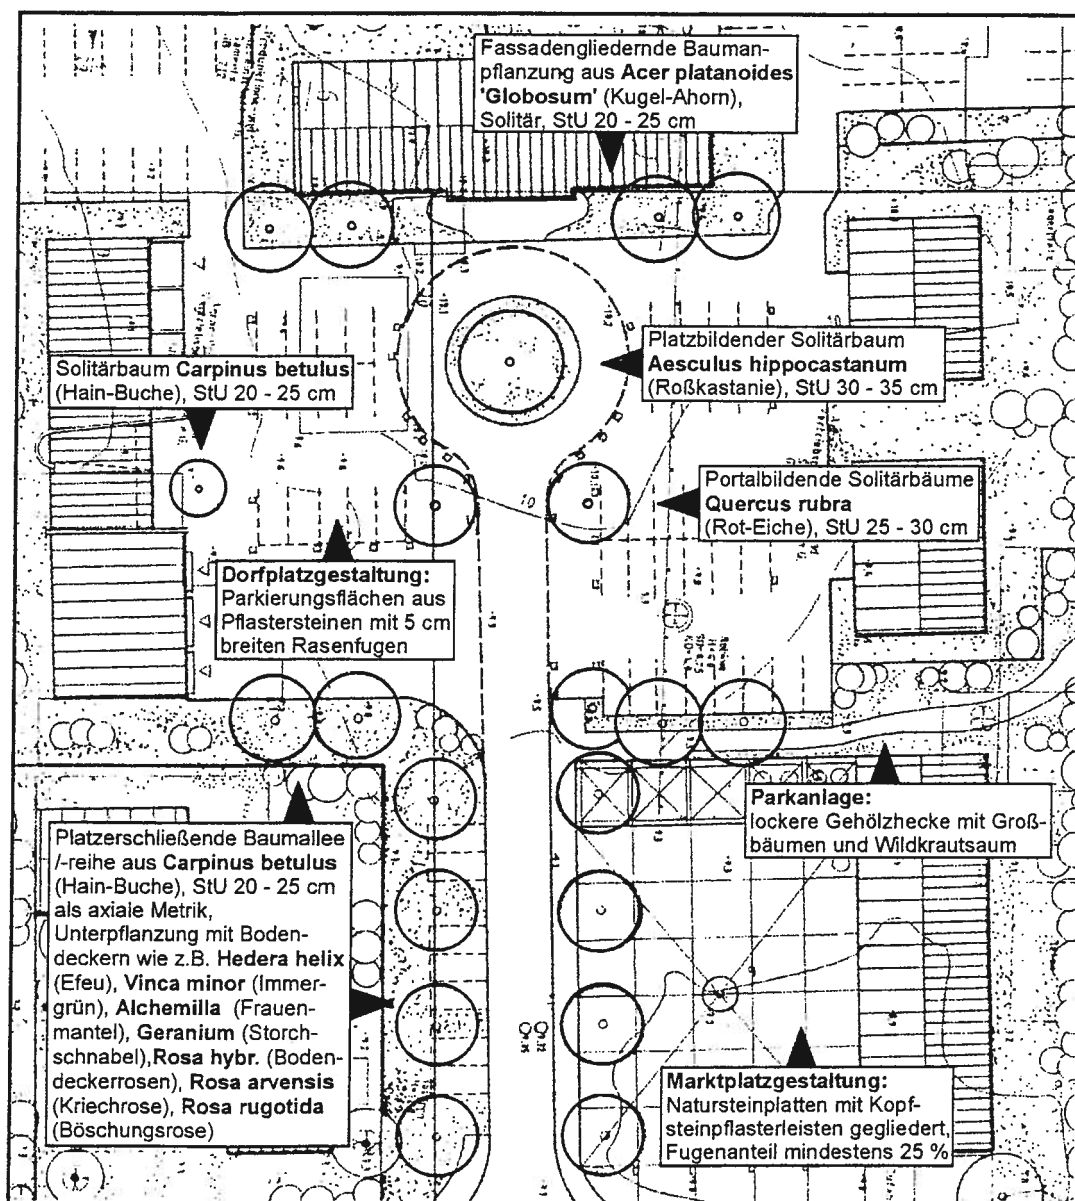 Fassadengliedernde Bauman-
pflanzung aus Acer platanoides
'Globosum' (Kugel-Ahorn),
Solitär, StU 20 - 25 cm
Platzbildender Solitärbaum
Aesculus hippocastanum
(Roßkastanie), StU 30 - 35 cm
Solitärbaum Carpinus betulus
(Hain-Buche), StU 20 - 25 cm
Portalbildende Solitärbäume
Quercus rubra
(Rot-Eiche), StU 25 - 30 cm
Dorfplatzgestaltung:
Parkierungsflächen aus
Pflastersteinen mit 5 cm
breiten Rasenfugen
Parkanlage:
lockere Gehölzhecke mit Groß-
bäumen und Wildkrautsaum
Platzerschließende Baumallee
/-reihe aus Carpinus betulus
(Hain-Buche), StU 20 - 25 cm
als axiale Metrik,
Unterpflanzung mit Boden-
deckern wie z.B. Hedera helix
(Efeu), Vinca minor (Immer-
grün), Alchemilla (Frauen-
mantel), Geranium (Storch-
schnabel),Rosa hybr. (Boden-
deckerrosen), Rosa arvensis
(Kriechrose), Rosa rugotida
(Böschungsrose)
Marktplatzgestaltung:
Natursteinplatten mit Kopf-
steinpflasterleisten gegliedert,
Fugenanteil mindestens 25 %